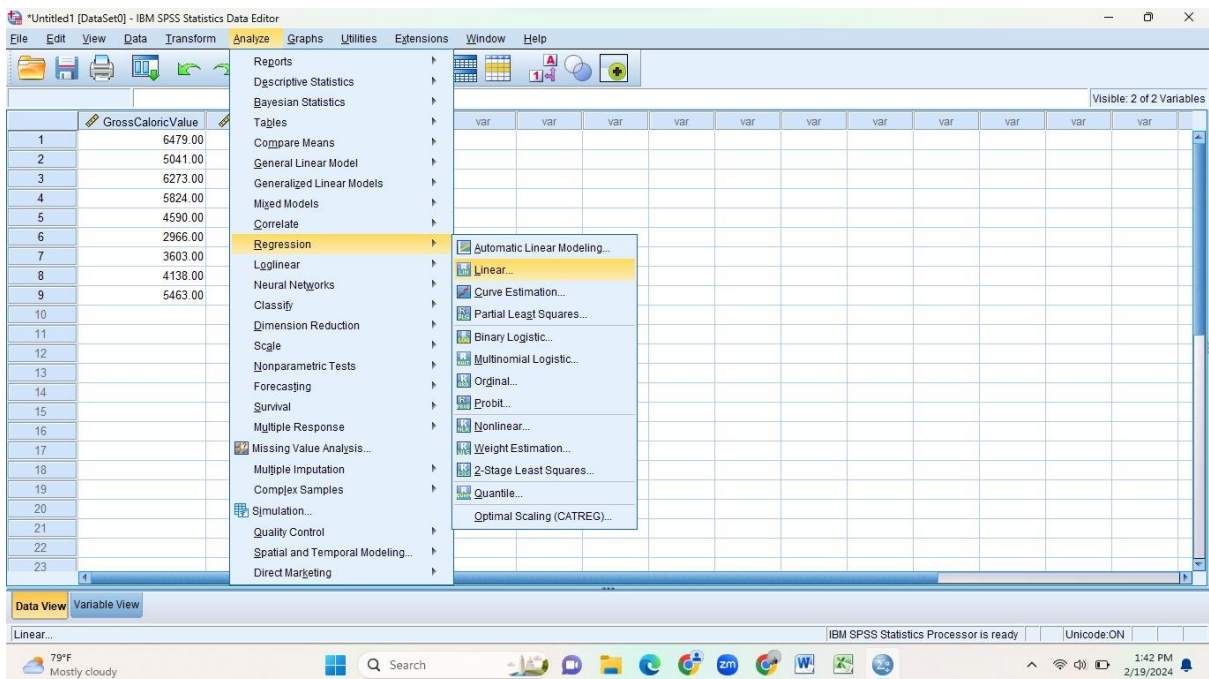 *Untitled1 [DataSet0] - IBM SPSS Statistics Data Editor
File Edit View Data Transform Analyze Graphs Utilities Extensions Window Help
Visible: 2 of 2 Variables
GrossCaloricValue var var var var var var var var var var var
1 6479.00
2 5041.00
3 6273.00
4 5824.00
5 4590.00
6 2966.00
7 3603.00
8 4138.00
9 5463.00
10
11
12
13
14
15
16
17
18
19
20
21
22
23
Reports
Descriptive Statistics
Bayesian Statistics
Tables
Compare Means
General Linear Model
Generalized Linear Models
Mixed Models
Correlate
Regression
Loglinear
Neural Networks
Classify
Dimension Reduction
Scale
Nonparametric Tests
Forecasting
Survival
Multiple Response
Missing Value Analysis...
Multiple Imputation
Complex Samples
Simulation...
Quality Control
Spatial and Temporal Modeling...
Direct Marketing
Automatic Linear Modeling...
Linear...
Curve Estimation...
Partial Least Squares...
Binary Logistic...
Multinomial Logistic...
Ordinal...
Probit...
Nonlinear...
Weight Estimation...
2-Stage Least Squares...
Quantile...
Optimal Scaling (CATREG)...
Data View Variable View
Linear... IBM SPSS Statistics Processor is ready Unicode:ON
79°F
Mostly cloudy
Search
zm
1:42 PM
2/19/2024